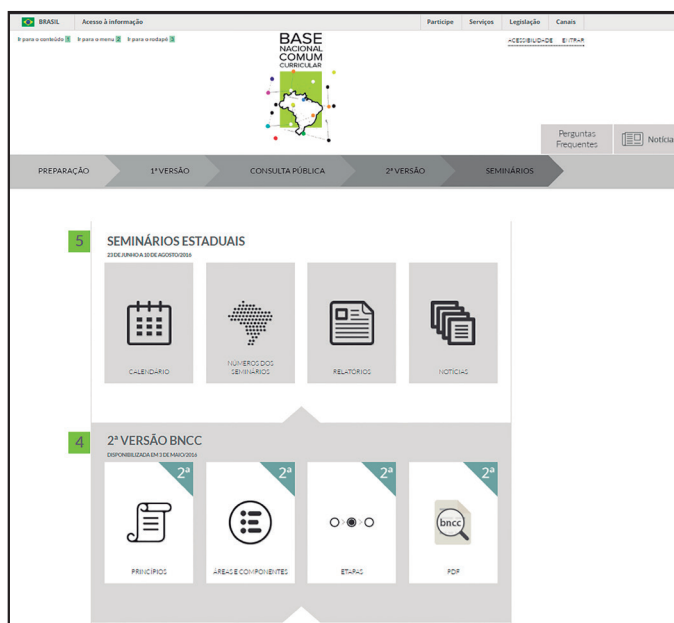 BRASIL Acesso à informação Participe Serviços Legislação Canais
Ir para o conteúdo 1 Ir para o menu 2 Ir para o rodapé 3 ACESSIBILIDADE ENTRAR
BASE
NACIONAL
COMUM
CURRICULAR
Perguntas
Frequentes
Notícia
PREPARAÇÃO 1ª VERSÃO CONSULTA PÚBLICA 2ª VERSÃO SEMINÁRIOS
5 SEMINÁRIOS ESTADUAIS
23 DE JUNHO A 10 DE AGOSTO/2016
CALENDÁRIO
NÚMEROS DOS
SEMINÁRIOS
RELATÓRIOS
NOTÍCIAS
4 2ª VERSÃO BNCC
DISPONIBILIZADA EM 3 DE MAIO/2016
2ª 2ª 2ª 2ª
bncc
PRINCÍPIOS ÁREAS E COMPONENTES ETAPAS PDF